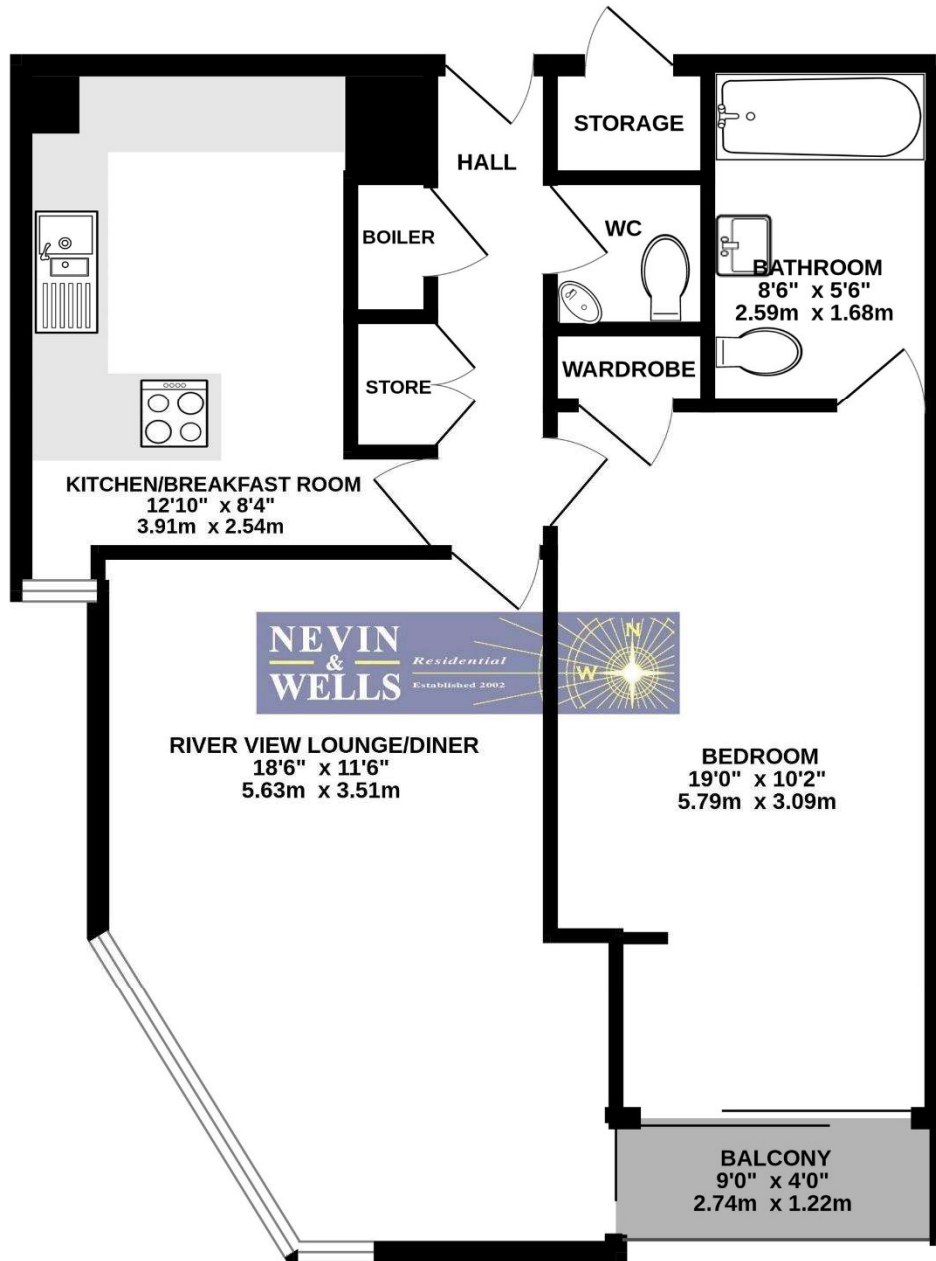 STORAGE
HALL
WC
BOILER
BATHROOM
8'6" x 5'6"
2.59m x 1.68m
WARDROBE
STORE
KITCHEN/BREAKFAST ROOM
12'10" x 8'4"
3.91m x 2.54m
NEVIN
&
WELLS
Residential
Established 2002
N
W
RIVER VIEW LOUNGE/DINER
18'6" x 11'6"
5.63m x 3.51m
BEDROOM
19'0" x 10'2"
5.79m x 3.09m
BALCONY
9'0" x 4'0"
2.74m x 1.22m